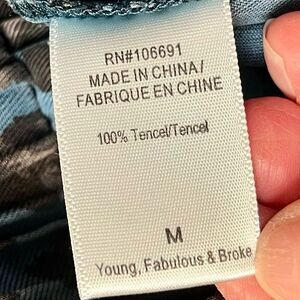 RN#106691
MADE IN CHINA/
FABRIQUE EN CHINE
100% Tencel/Tencel
M
Young, Fabulous & Broke